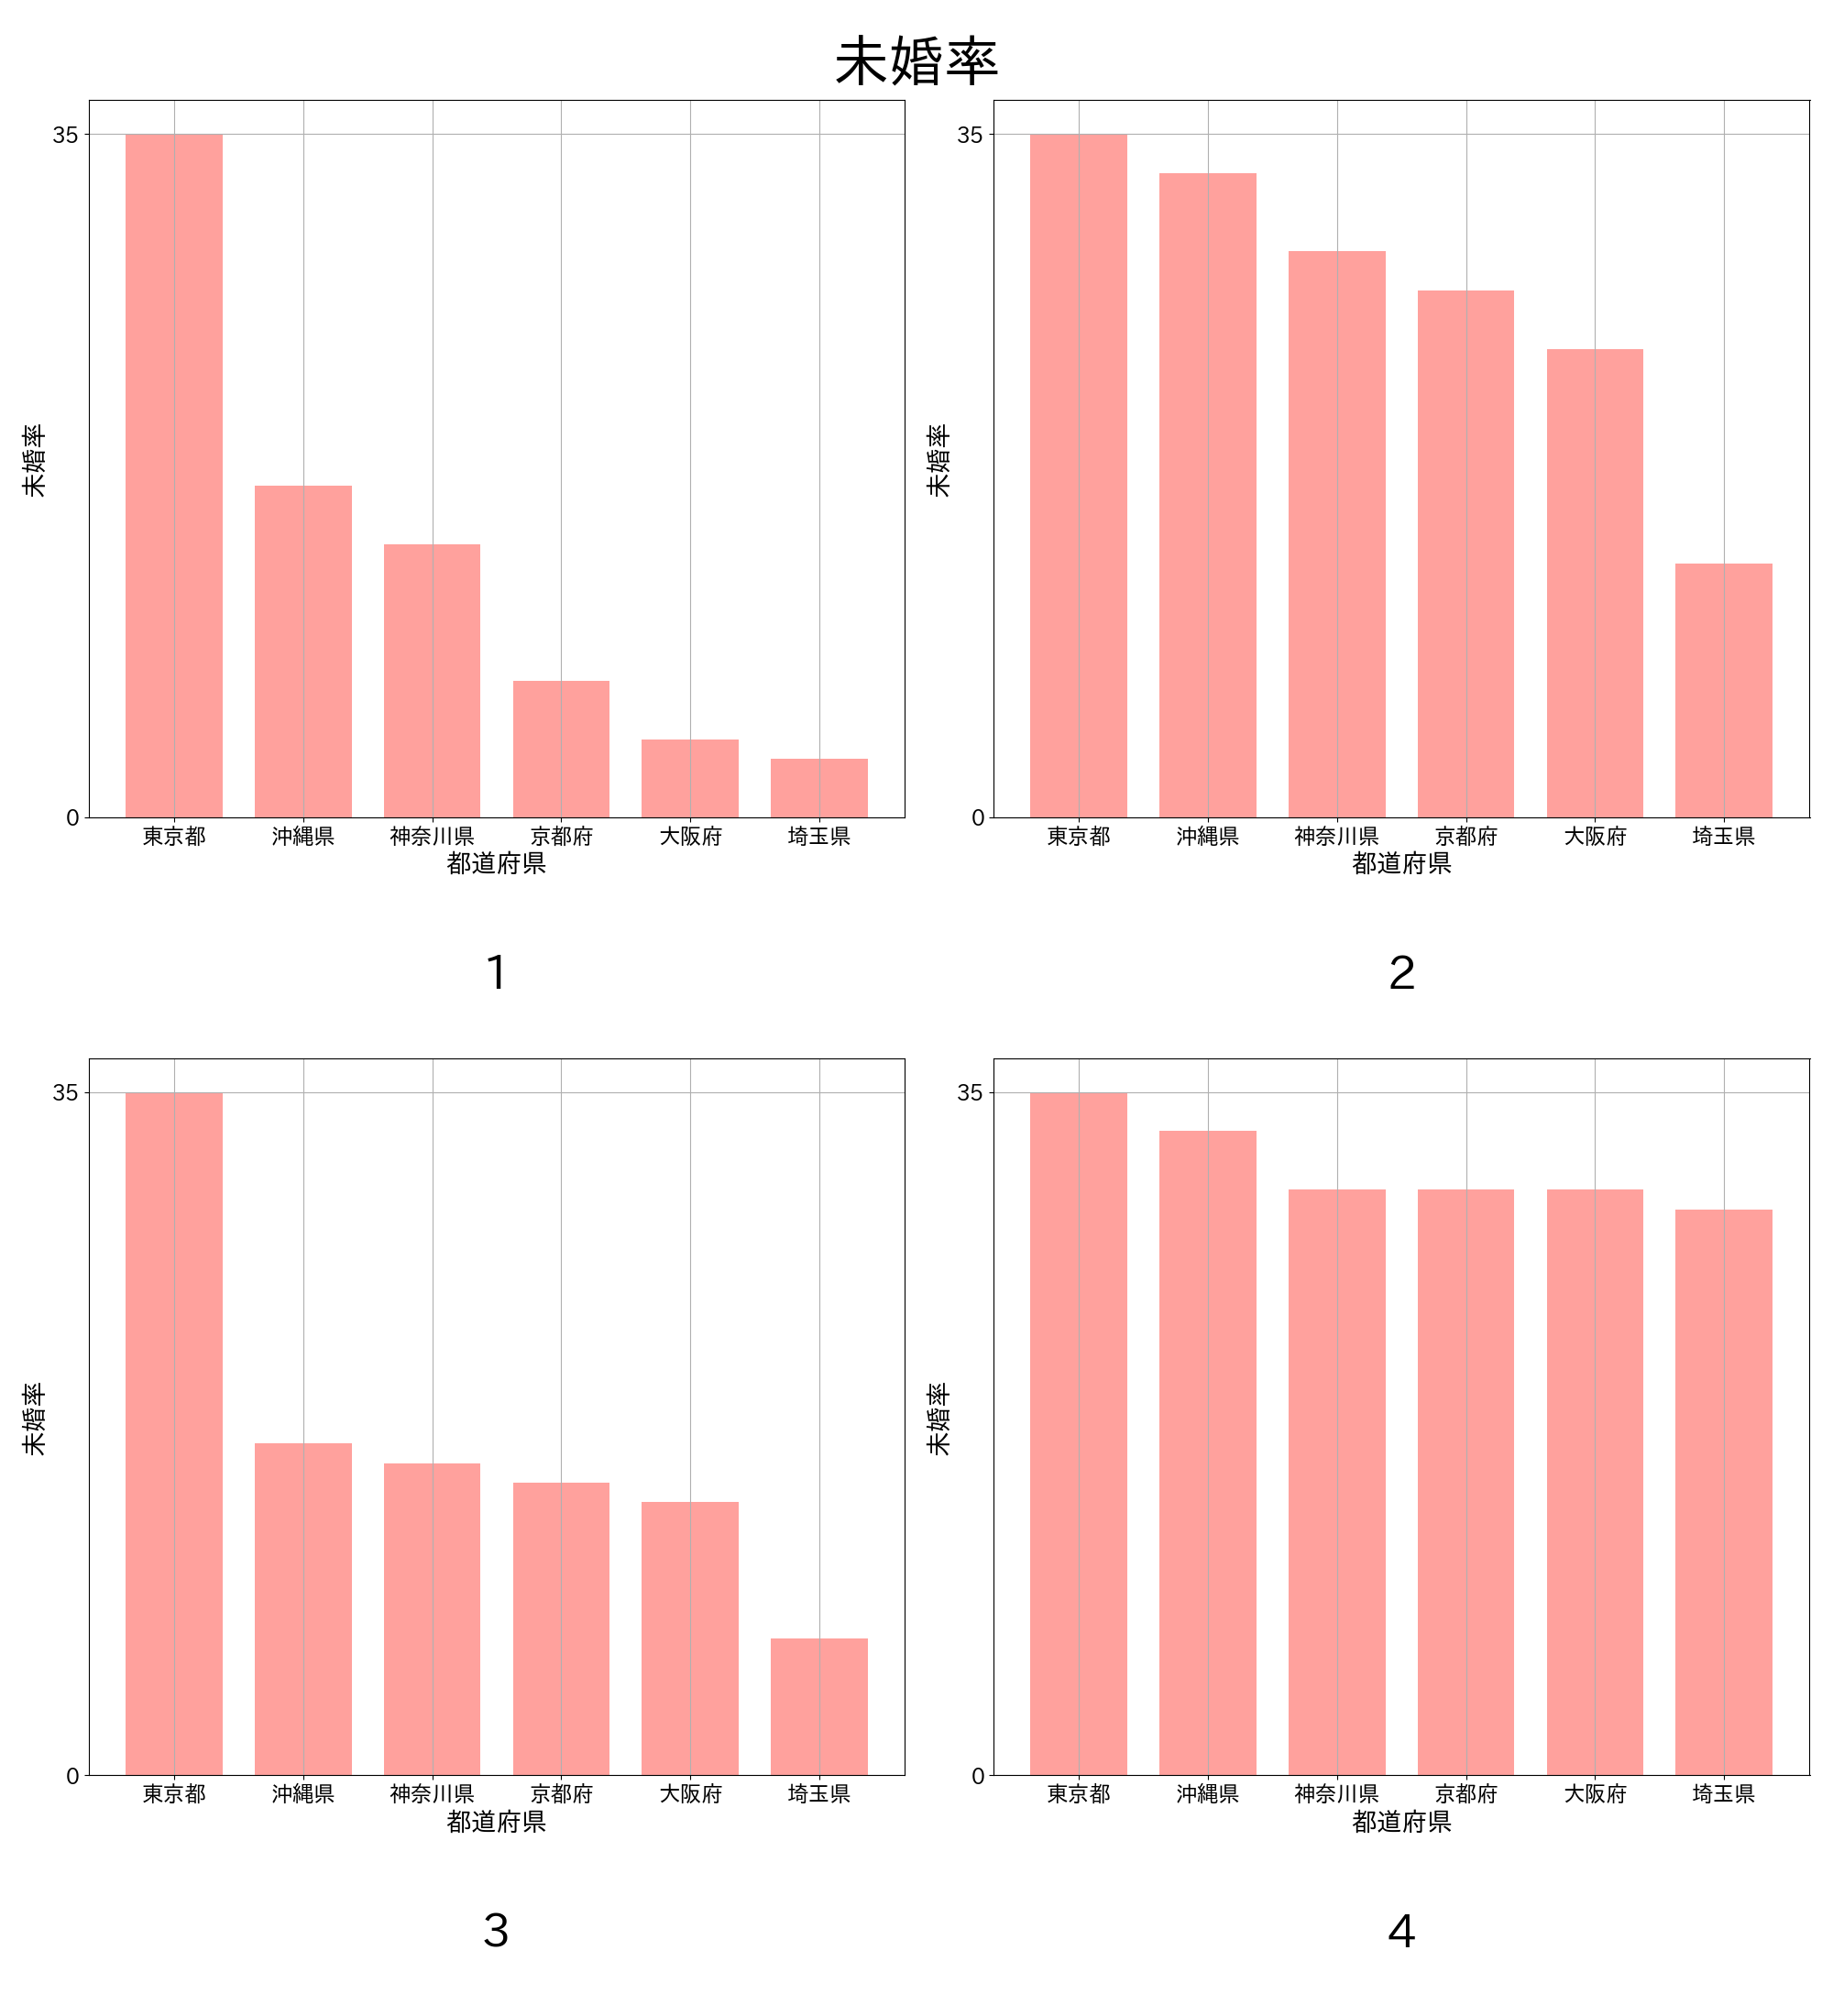 未婚率
35
0
未婚率
東京都 沖縄県 神奈川県 京都府 大阪府 埼玉県
都道府県
1
35
0
未婚率
東京都 沖縄県 神奈川県 京都府 大阪府 埼玉県
都道府県
2
35
0
未婚率
東京都 沖縄県 神奈川県 京都府 大阪府 埼玉県
都道府県
3
35
0
未婚率
東京都 沖縄県 神奈川県 京都府 大阪府 埼玉県
都道府県
4